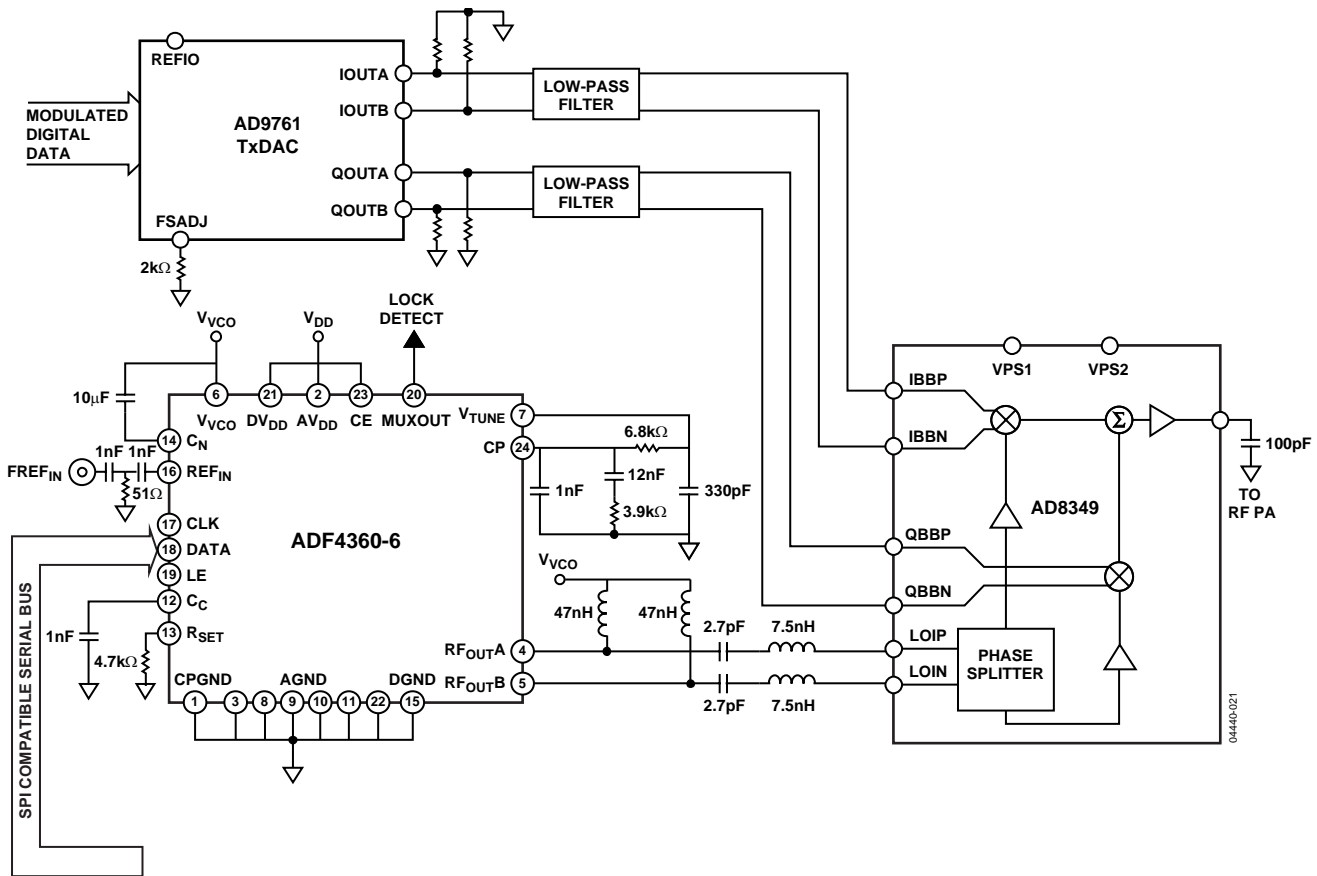 REFIO
IOUTA
IOUTB
AD9761
TxDAC
QOUTA
QOUTB
FSADJ
MODULATED
DIGITAL
DATA
2kΩ
LOW-PASS
FILTER
LOW-PASS
FILTER
LOCK
DETECT
VVCO
VDD
10μF
6
21
2
23
20
VVCO
DVDD
AVDD
CE
MUXOUT
VTUNE
7
CP
24
6.8kΩ
12nF
1nF
3.9kΩ
330pF
14
CN
1nF
1nF
FREFIN
16
REFIN
51Ω
17
CLK
18
DATA
19
LE
12
CC
13
RSET
1nF
4.7kΩ
ADF4360-6
VVCO
47nH
47nH
2.7pF
7.5nH
RFOUTA
4
RFOUTB
5
2.7pF
7.5nH
CPGND
AGND
DGND
1
3
8
9
10
11
22
15
SPI COMPATIBLE SERIAL BUS
VPS1
VPS2
IBBP
IBBN
Σ
100pF
TO
RF PA
AD8349
QBBP
QBBN
LOIP
LOIN
PHASE
SPLITTER
04440-021